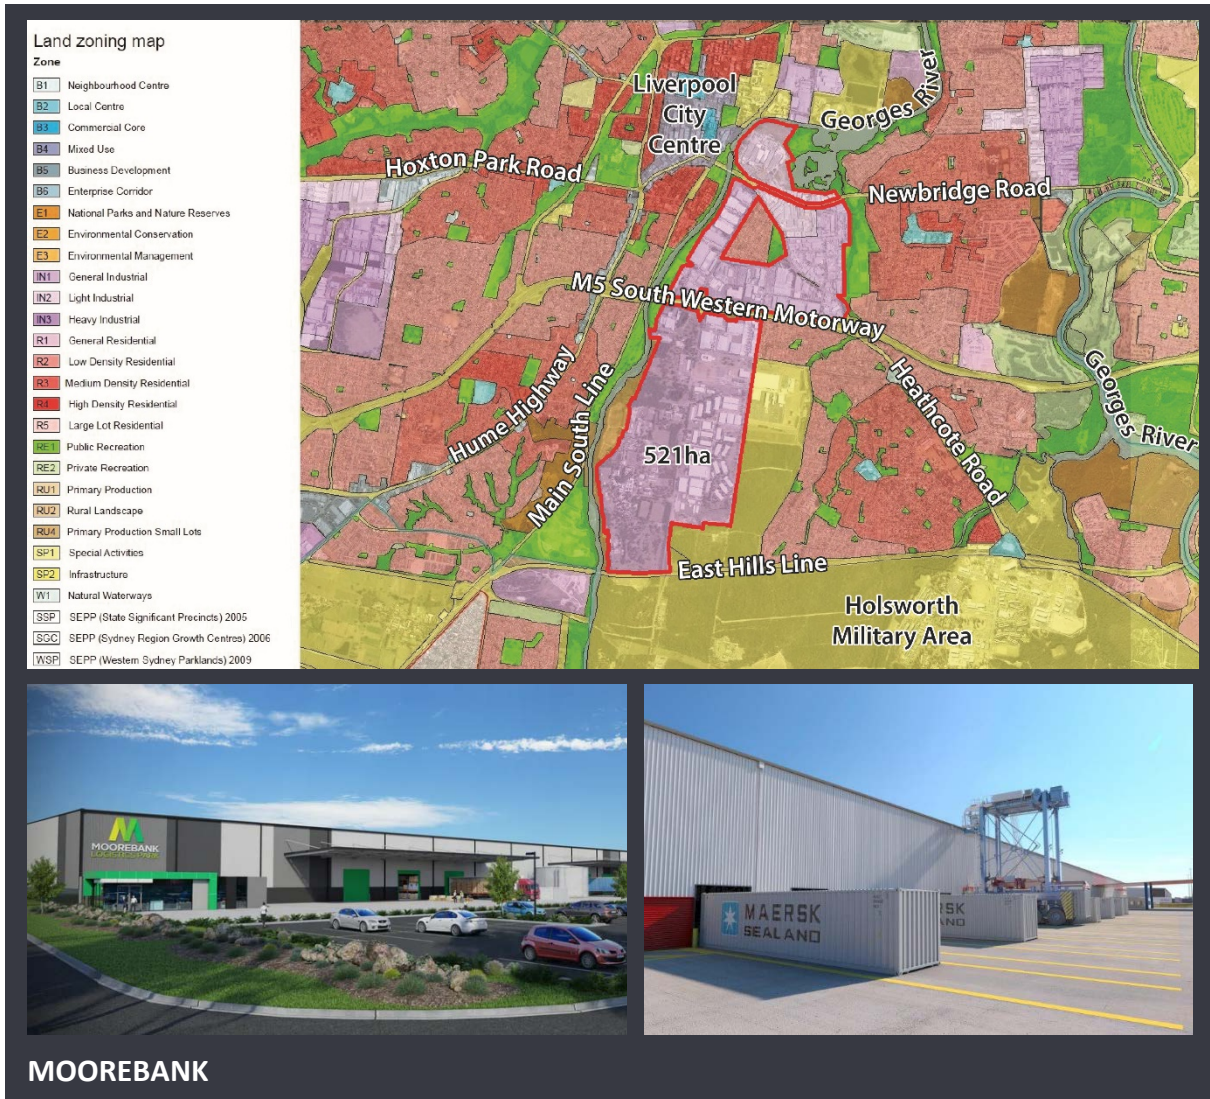 Land zoning map
Zone
B1 Neighbourhood Centre
B2 Local Centre
B3 Commercial Core
B4 Mixed Use
B5 Business Development
B6 Enterprise Corridor
E1 National Parks and Nature Reserves
E2 Environmental Conservation
E3 Environmental Management
IN1 General Industrial
IN2 Light Industrial
IN3 Heavy Industrial
R1 General Residential
R2 Low Density Residential
R3 Medium Density Residential
R4 High Density Residential
R5 Large Lot Residential
RE1 Public Recreation
RE2 Private Recreation
RU1 Primary Production
RU2 Rural Landscape
RU4 Primary Production Small Lots
SP1 Special Activities
SP2 Infrastructure
W1 Natural Waterways
SSP SEPP (State Significant Precincts) 2005
SGC SEPP (Sydney Region Growth Centres) 2006
WSP SEPP (Western Sydney Parklands) 2009
Liverpool
City
Centre
Georges River
Hoxton Park Road
Newbridge Road
M5 South Western Motorway
Hume Highway
Main South Line
Heathcote Road
Georges River
521ha
East Hills Line
Holsworth
Military Area
MOOREBANK
LOGISTICS PARK
MAERSK
SEALAND
RSK
AND
MOOREBANK